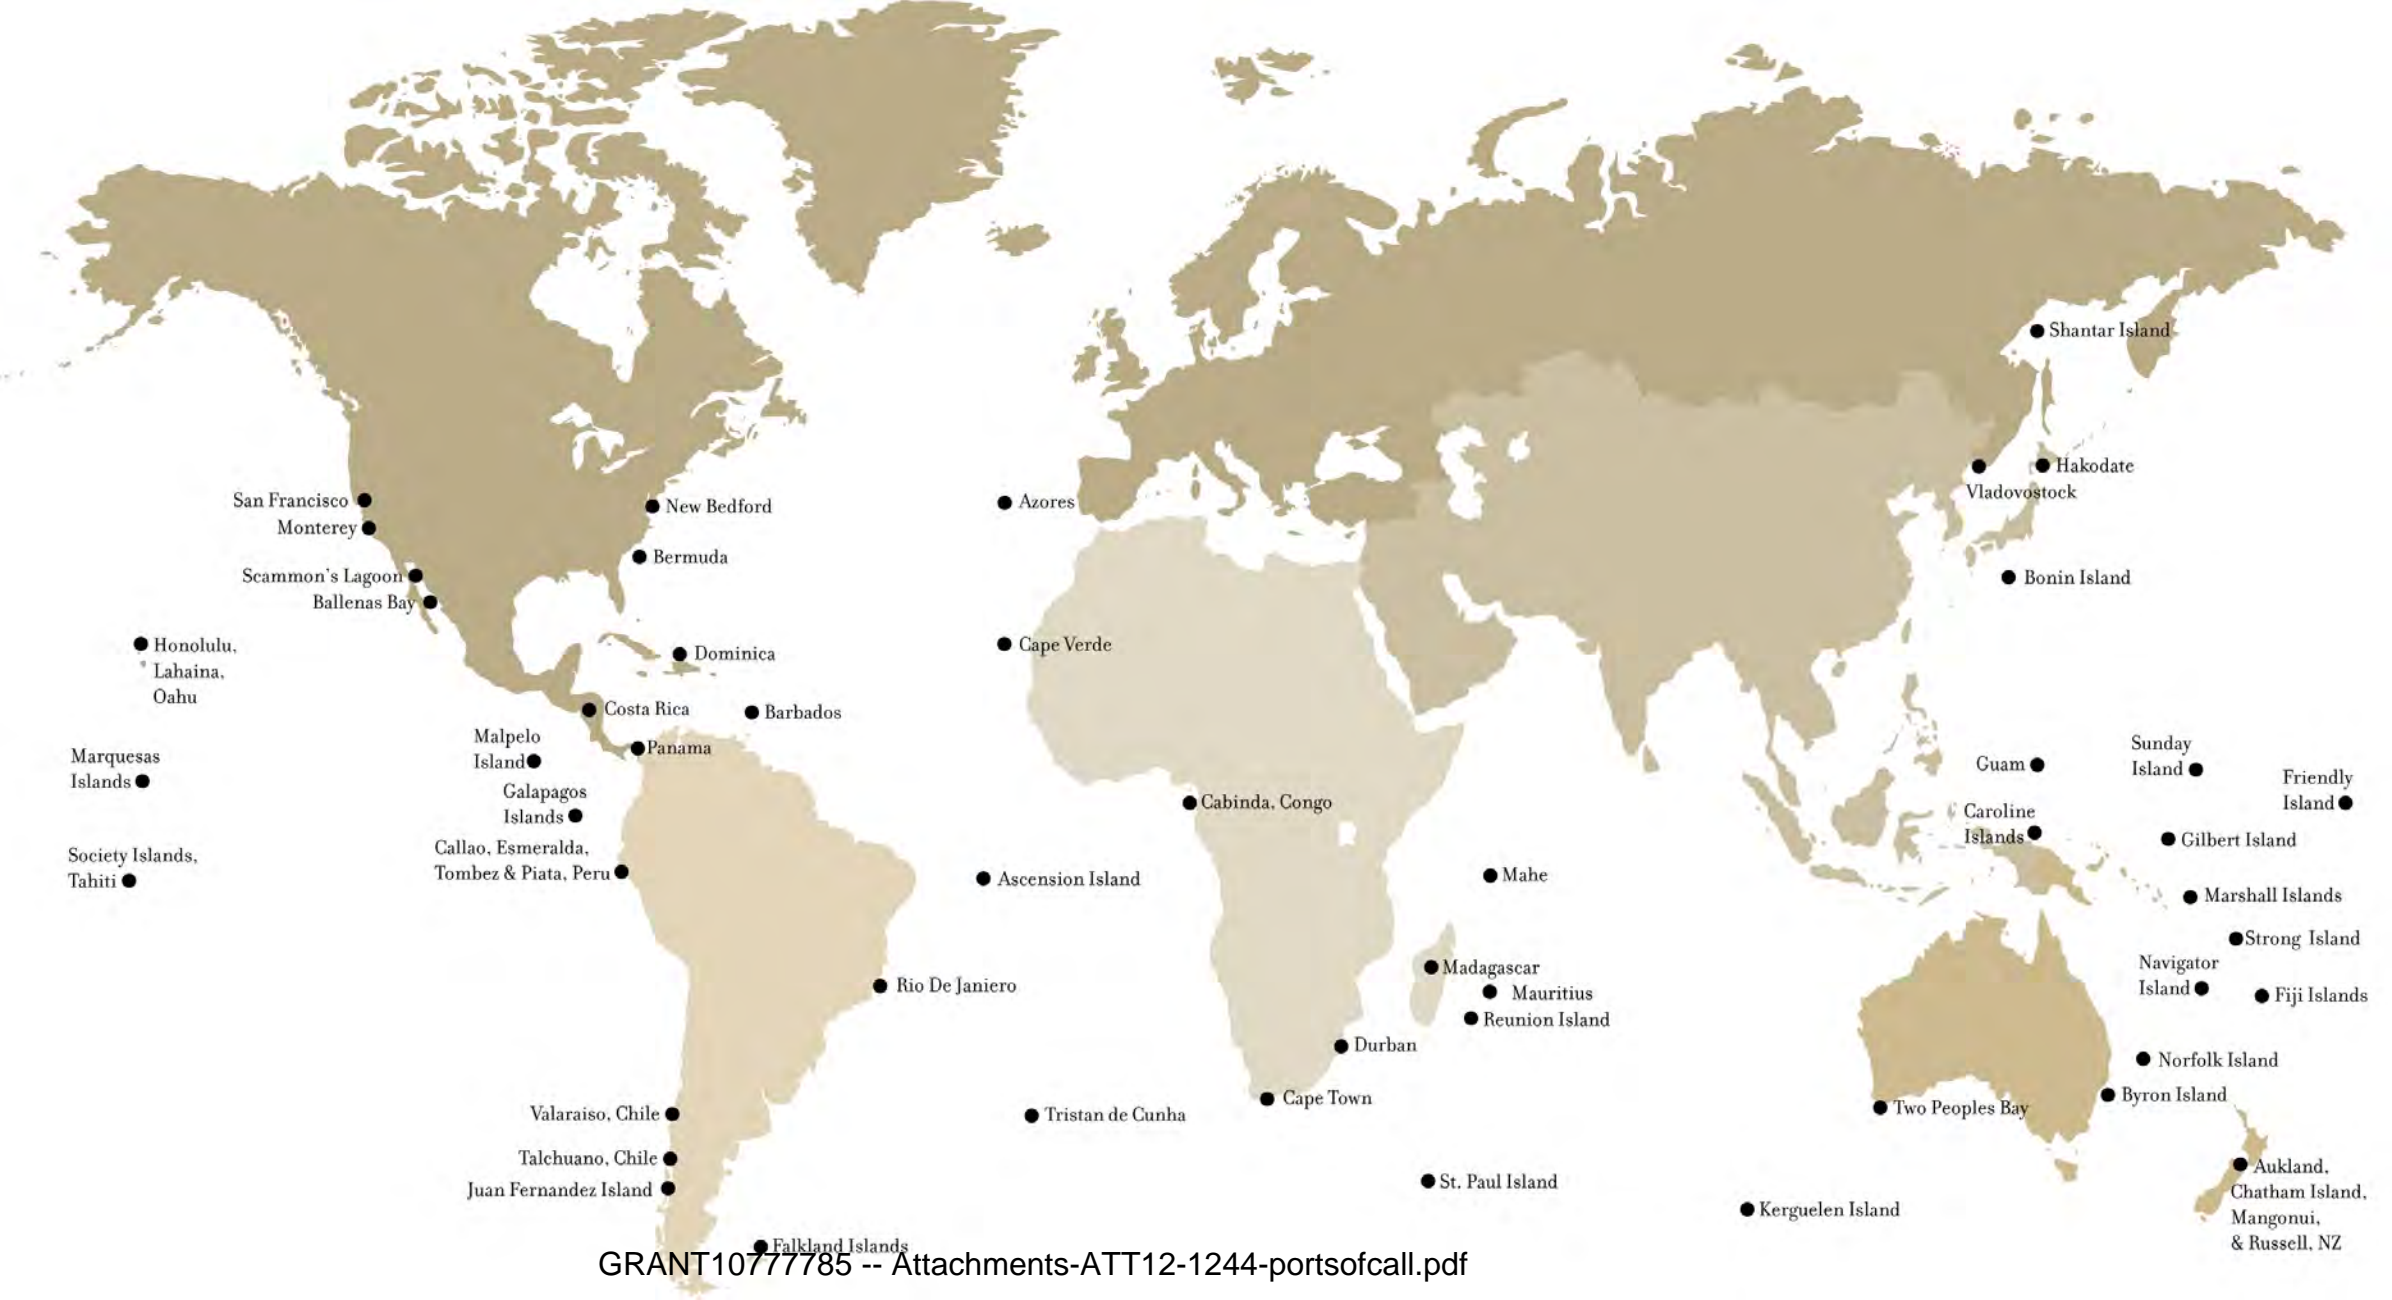 Shantar Island
Hakodate
Vladovostock
San Francisco
New Bedford
Azores
Monterey
Bermuda
Scammon's Lagoon
Bonin Island
Ballenas Bay
Honolulu,
Lahaina,
Oahu
Dominica
Cape Verde
Costa Rica
Barbados
Malpelo
Island
Panama
Marquesas
Islands
Guam
Sunday
Island
Friendly
Island
Galapagos
Islands
Cabinda, Congo
Caroline
Islands
Gilbert Island
Society Islands,
Tahiti
Callao, Esmeralda,
Tombez & Piata, Peru
Ascension Island
Mahe
Marshall Islands
Strong Island
Madagascar
Navigator
Island
Rio De Janiero
Mauritius
Fiji Islands
Reunion Island
Durban
Norfolk Island
Cape Town
Byron Island
Two Peoples Bay
Valaraiso, Chile
Tristan de Cunha
Talchuano, Chile
Juan Fernandez Island
St. Paul Island
Aukland,
Chatham Island,
Mangonui,
& Russell, NZ
Kerguelen Island
Falkland Islands
GRANT10777785 -- Attachments-ATT12-1244-portsofcall.pdf